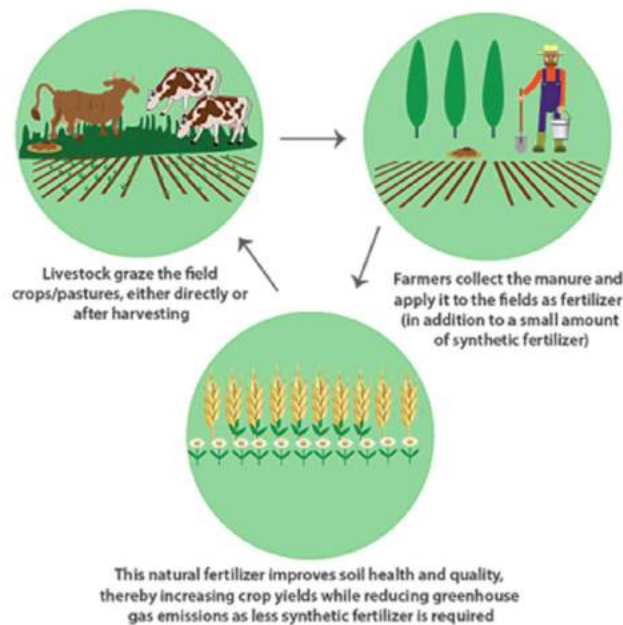 Livestock graze the field
crops/pastures, either directly or
after harvesting
Farmers collect the manure and
apply it to the fields as fertilizer
(in addition to a small amount
of synthetic fertilizer)
This natural fertilizer improves soil health and quality,
thereby increasing crop yields while reducing greenhouse
gas emissions as less synthetic fertilizer is required